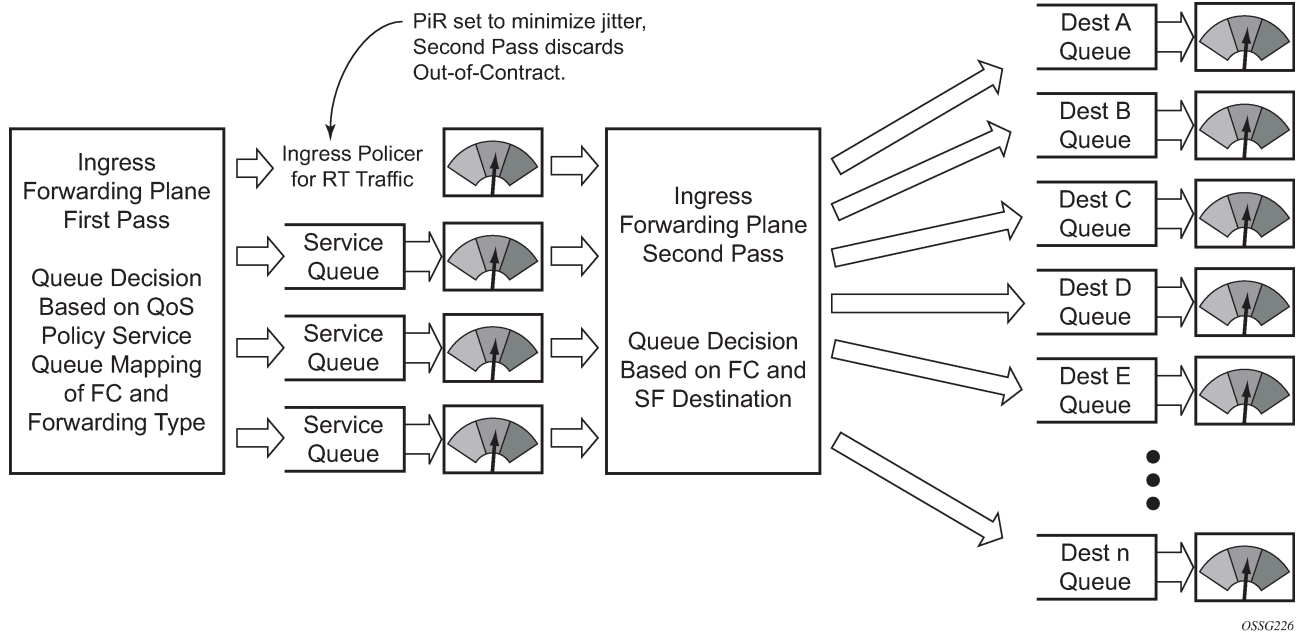 PiR set to minimize jitter,
Second Pass discards
Out-of-Contract.
Ingress
Forwarding Plane
First Pass
Queue Decision
Based on QoS
Policy Service
Queue Mapping
of FC and
Forwarding Type
Ingress Policer
for RT Traffic
Service
Queue
Service
Queue
Service
Queue
Ingress
Forwarding Plane
Second Pass
Queue Decision
Based on FC and
SF Destination
Dest A
Queue
Dest B
Queue
Dest C
Queue
Dest D
Queue
Dest E
Queue
Dest n
Queue
OSSG226